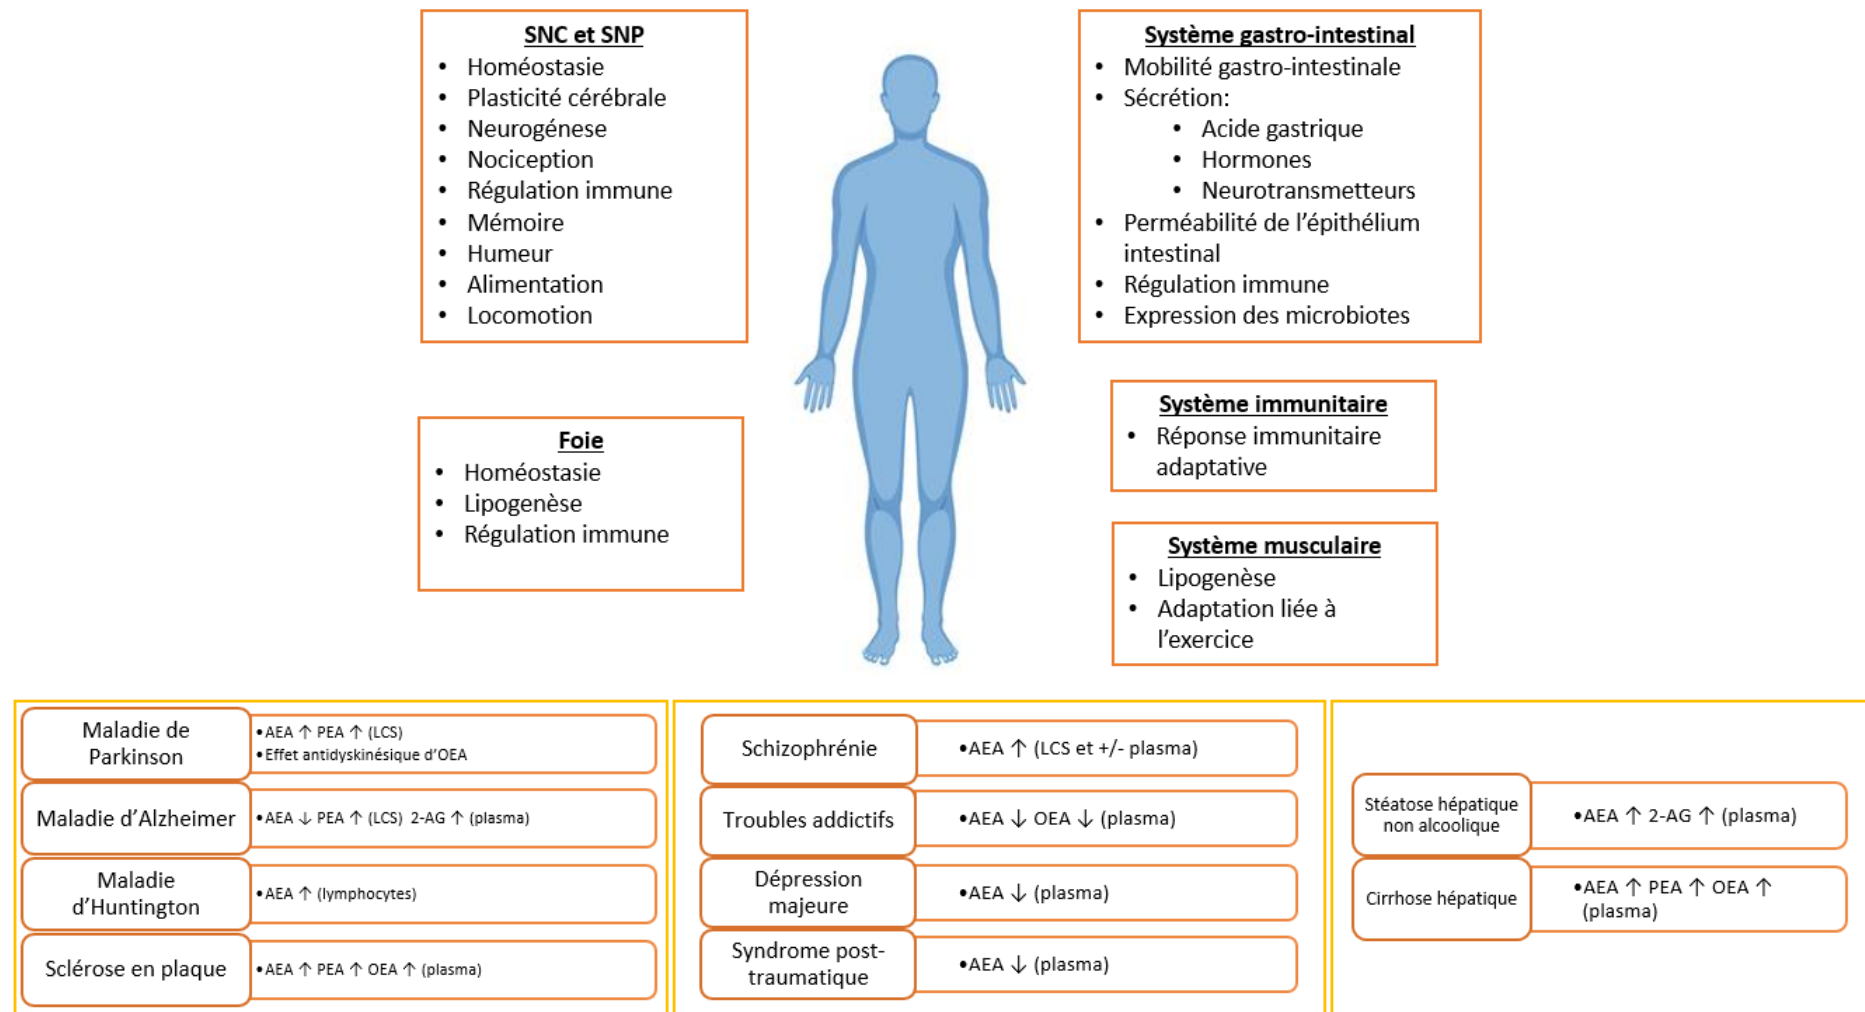 SNC et SNP
• Homéostasie
• Plasticité cérébrale
• Neurogénese
• Nociception
• Régulation immune
• Mémoire
• Humeur
• Alimentation
• Locomotion
Système gastro-intestinal
• Mobilité gastro-intestinale
• Sécrétion:
• Acide gastrique
• Hormones
• Neurotransmetteurs
• Perméabilité de l'épithélium
intestinal
• Régulation immune
• Expression des microbiotes
Foie
• Homéostasie
• Lipogenèse
• Régulation immune
Système immunitaire
• Réponse immunitaire
adaptative
Système musculaire
• Lipogenèse
• Adaptation liée à
l'exercice
Maladie de
Parkinson
•AEA ↑ PEA ↑ (LCS)
•Effet antidyskinésique d'OEA
Maladie d'Alzheimer
•AEA ↓ PEA ↑ (LCS) 2-AG ↑ (plasma)
Maladie
d'Huntington
•AEA ↑ (lymphocytes)
Sclérose en plaque
•AEA ↑ PEA ↑ OEA ↑ (plasma)
Schizophrénie
•AEA ↑ (LCS et +/- plasma)
Troubles addictifs
•AEA ↓ OEA ↓ (plasma)
Dépression
majeure
•AEA ↓ (plasma)
Syndrome post-
traumatique
•AEA ↓ (plasma)
Stéatose hépatique
non alcoolique
•AEA ↑ 2-AG ↑ (plasma)
Cirrhose hépatique
•AEA ↑ PEA ↑ OEA ↑
(plasma)